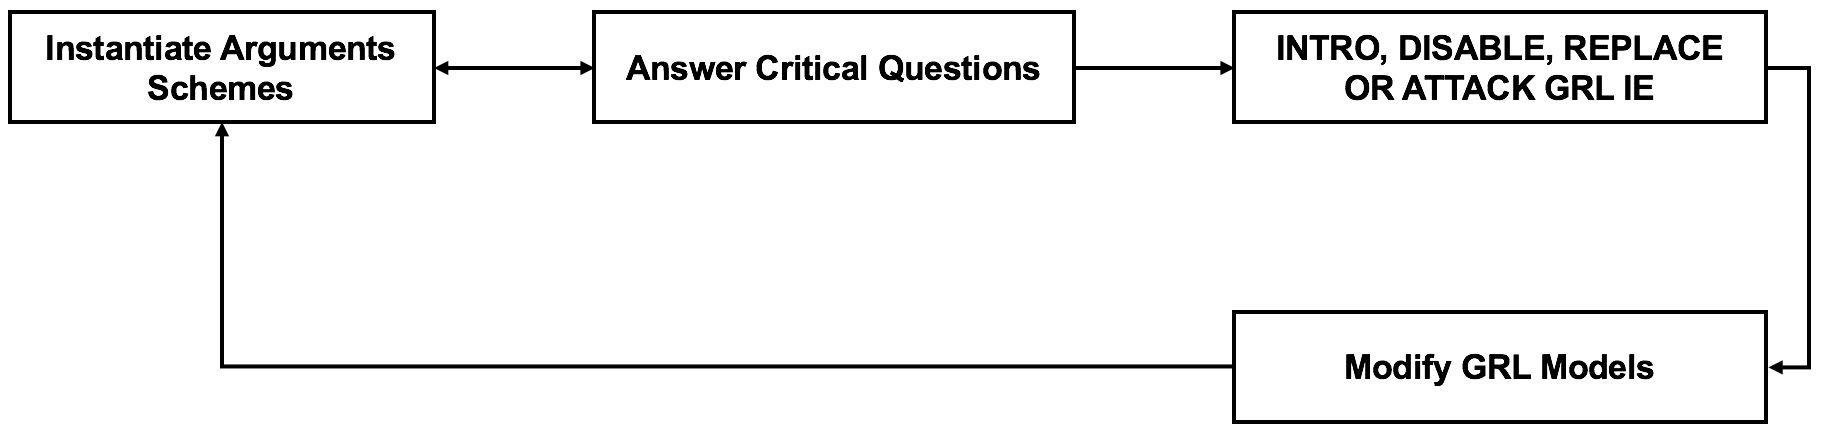 Instantiate Arguments
Schemes
Answer Critical Questions
INTRO, DISABLE, REPLACE
OR ATTACK GRL IE
Modify GRL Models